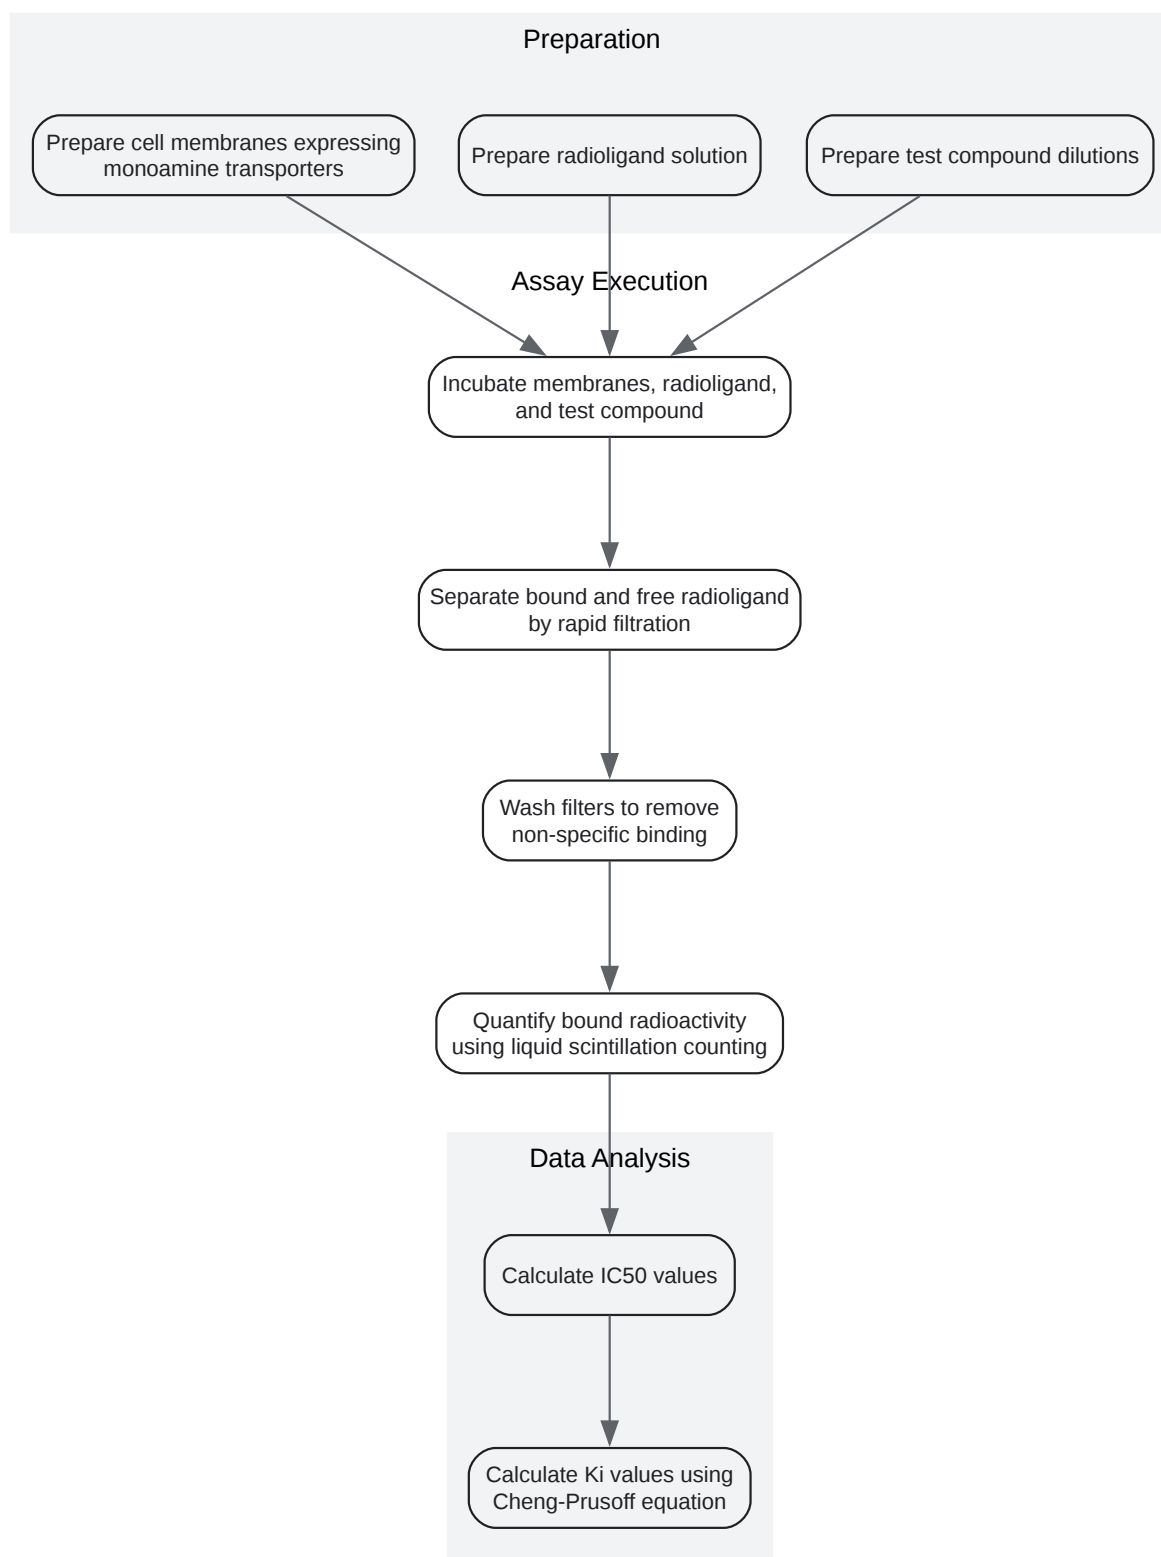 Preparation
Prepare cell membranes expressing
monoamine transporters
Prepare radioligand solution
Prepare test compound dilutions
Assay Execution
Incubate membranes, radioligand,
and test compound
Separate bound and free radioligand
by rapid filtration
Wash filters to remove
non-specific binding
Quantify bound radioactivity
using liquid scintillation counting
Data Analysis
Calculate IC50 values
Calculate Ki values using
Cheng-Prusoff equation